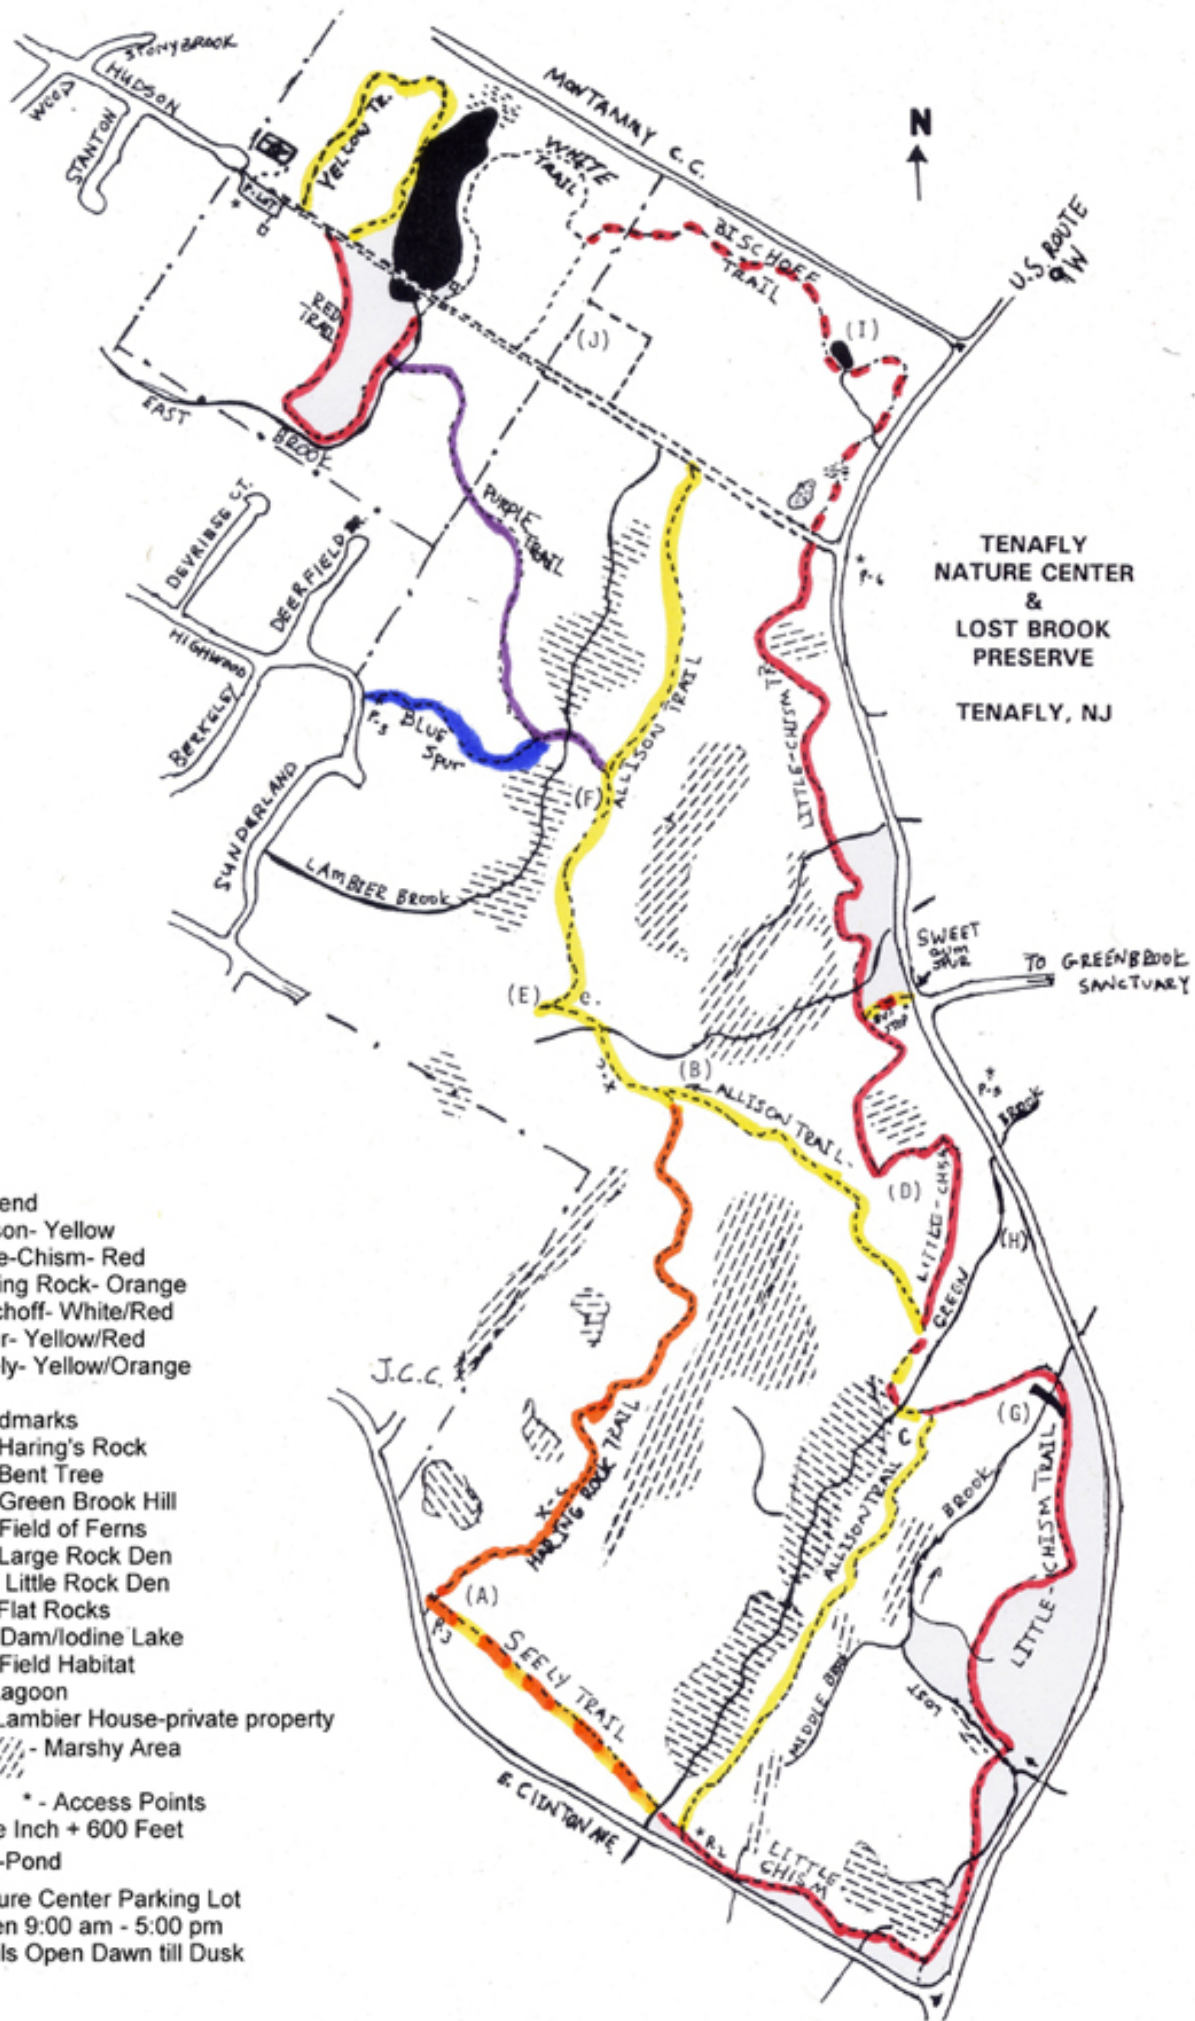 STONYBROOK
HUDSON
WOOD
STANTON
MONTAMMY C.C.
N
YELLOW TR.
WHITE
TRAIL
P. LOT
*
BISCHOFF
TRAIL
U.S. ROUTE
9W
RED
TRAIL
(I)
(J)
EAST
BROOK
PURPLE
TRAIL
DEVRIESE CT.
DEERFIELD
HIGHWOOD
BERKELEY
SUNDERLAND
TENAFLY
NATURE CENTER
&
LOST BROOK
PRESERVE
TENAFLY, NJ
*
P-6
LITTLE-CHISM TR
ALLISON TRAIL
BLUE
Spur
(F)
LAMBIER BROOK
SWEET
GUM
SPUR
TO GREENBROOK
SANCTUARY
(E)
e.
BUS
STOP
(B)
X-C
ALLISON TRAIL
*
BROOK
(D)
LITTLE-CHISM
(H)
GREEN
J.C.C.
end
son- Yellow
e-Chism- Red
ing Rock- Orange
choff- White/Red
r- Yellow/Red
ly- Yellow/Orange
dmarks
Haring's Rock
Bent Tree
Green Brook Hill
Field of Ferns
Large Rock Den
Little Rock Den
Flat Rocks
Dam/Iodine Lake
Field Habitat
agoon
Lambier House-private property
- Marshy Area
* - Access Points
e Inch + 600 Feet
-Pond
ure Center Parking Lot
en 9:00 am - 5:00 pm
ls Open Dawn till Dusk
(G)
C
X-C
HARING ROCK TRAIL
ALLISON TRAIL
BROOK
LITTLE-CHISM TRAIL
(A)
P.3
SEELY TRAIL
MIDDLE
LOST
E. CLINTON AVE.
* P.2
LITTLE
CHISM